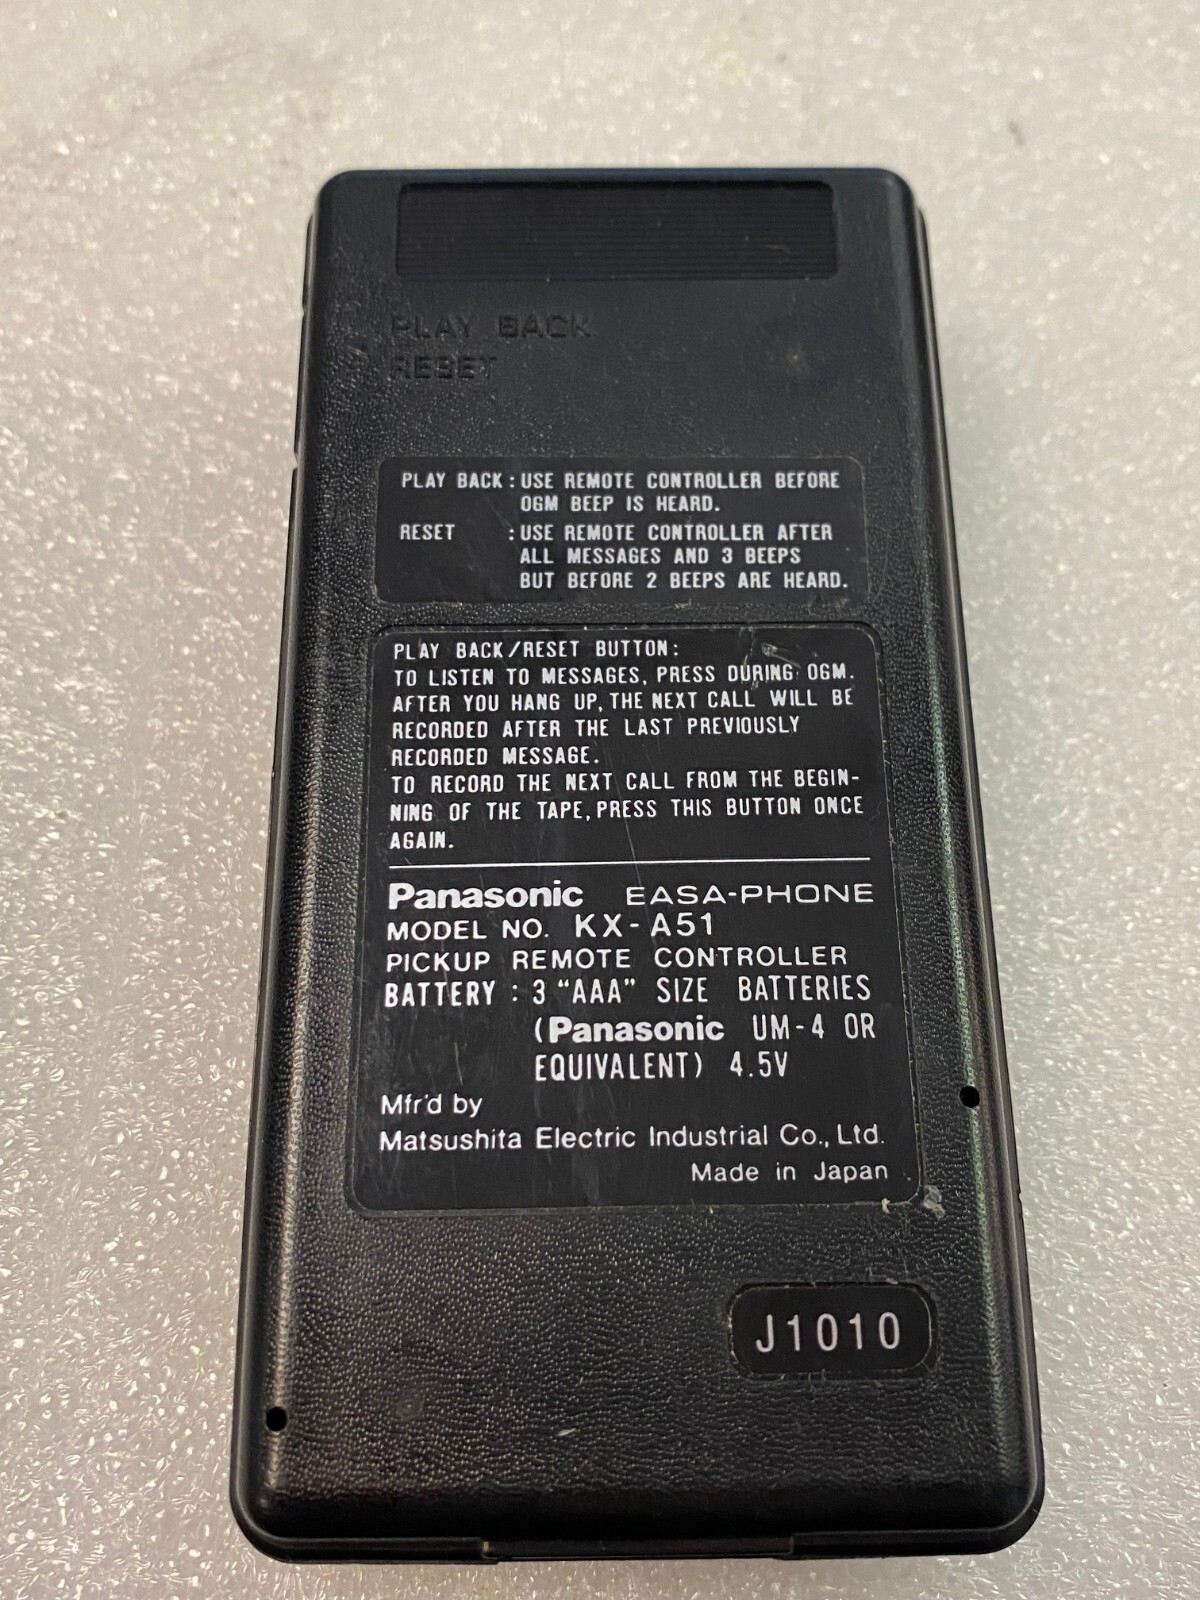 PLAY BACK
RESET
PLAY BACK : USE REMOTE CONTROLLER BEFORE
OGM BEEP IS HEARD.
RESET : USE REMOTE CONTROLLER AFTER
ALL MESSAGES AND 3 BEEPS
BUT BEFORE 2 BEEPS ARE HEARD.
PLAY BACK/RESET BUTTON:
TO LISTEN TO MESSAGES, PRESS DURING OGM.
AFTER YOU HANG UP, THE NEXT CALL WILL BE
RECORDED AFTER THE LAST PREVIOUSLY
RECORDED MESSAGE.
TO RECORD THE NEXT CALL FROM THE BEGIN-
NING OF THE TAPE, PRESS THIS BUTTON ONCE
AGAIN.
Panasonic EASA-PHONE
MODEL NO. KX-A51
PICKUP REMOTE CONTROLLER
BATTERY : 3 "AAA" SIZE BATTERIES
(Panasonic UM-4 OR
EQUIVALENT) 4.5V
Mfr'd by
Matsushita Electric Industrial Co., Ltd.
Made in Japan
J1010